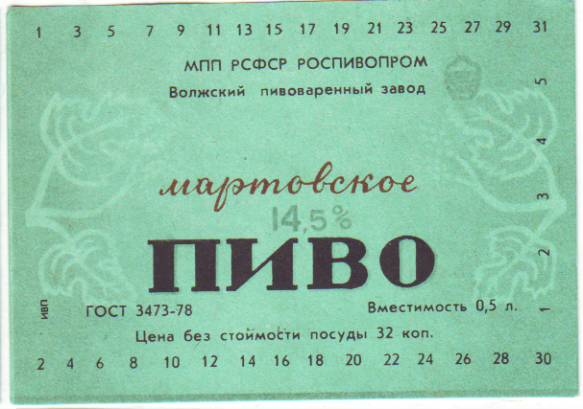 1 3 5 7 9 11 13 15 17 19 21 23 25 27 29 31
МПП РСФСР РОСПИВОПРОМ
Волжский пивоваренный завод
5
4
3
2
1
мартовское
14,5%
ПИВО
ИВП
ГОСТ 3473-78
Вместимость 0,5 л.
Цена без стоимости посуды 32 коп.
2 4 6 8 10 12 14 16 18 20 22 24 26 28 30